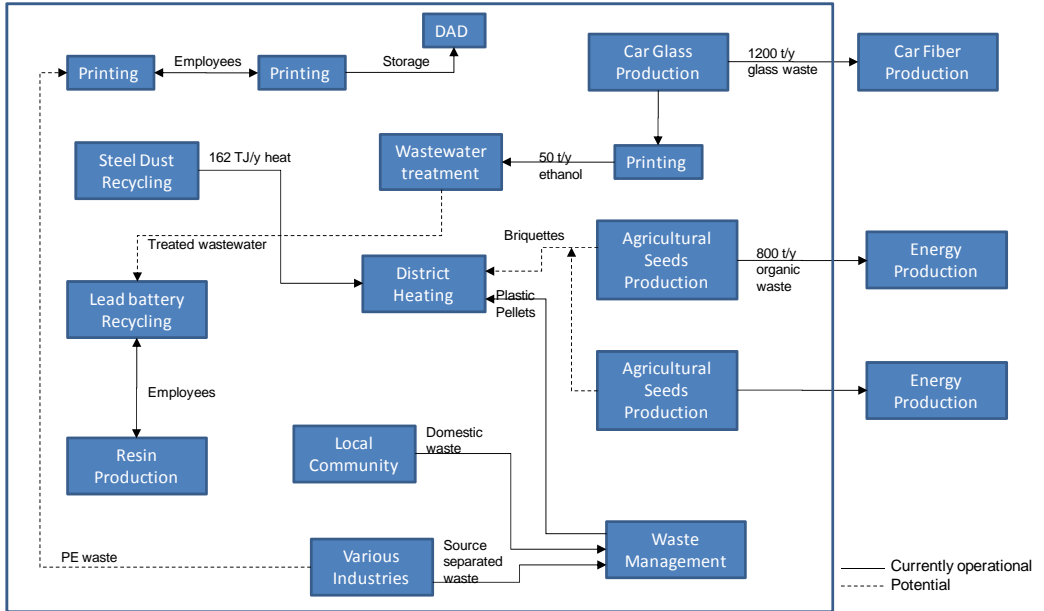 DAD
Printing
Employees
Printing
Storage
Car Glass
Production
1200 t/y
glass waste
Car Fiber
Production
Steel Dust
Recycling
162 TJ/y heat
Wastewater
treatment
50 t/y
ethanol
Printing
Treated wastewater
Briquettes
Agricultural
Seeds
Production
800 t/y
organic
waste
Energy
Production
District
Heating
Plastic
Pellets
Lead battery
Recycling
Agricultural
Seeds
Production
Energy
Production
Employees
Resin
Production
Local
Community
Domestic
waste
PE waste
Various
Industries
Source
separated
waste
Waste
Management
Currently operational
Potential